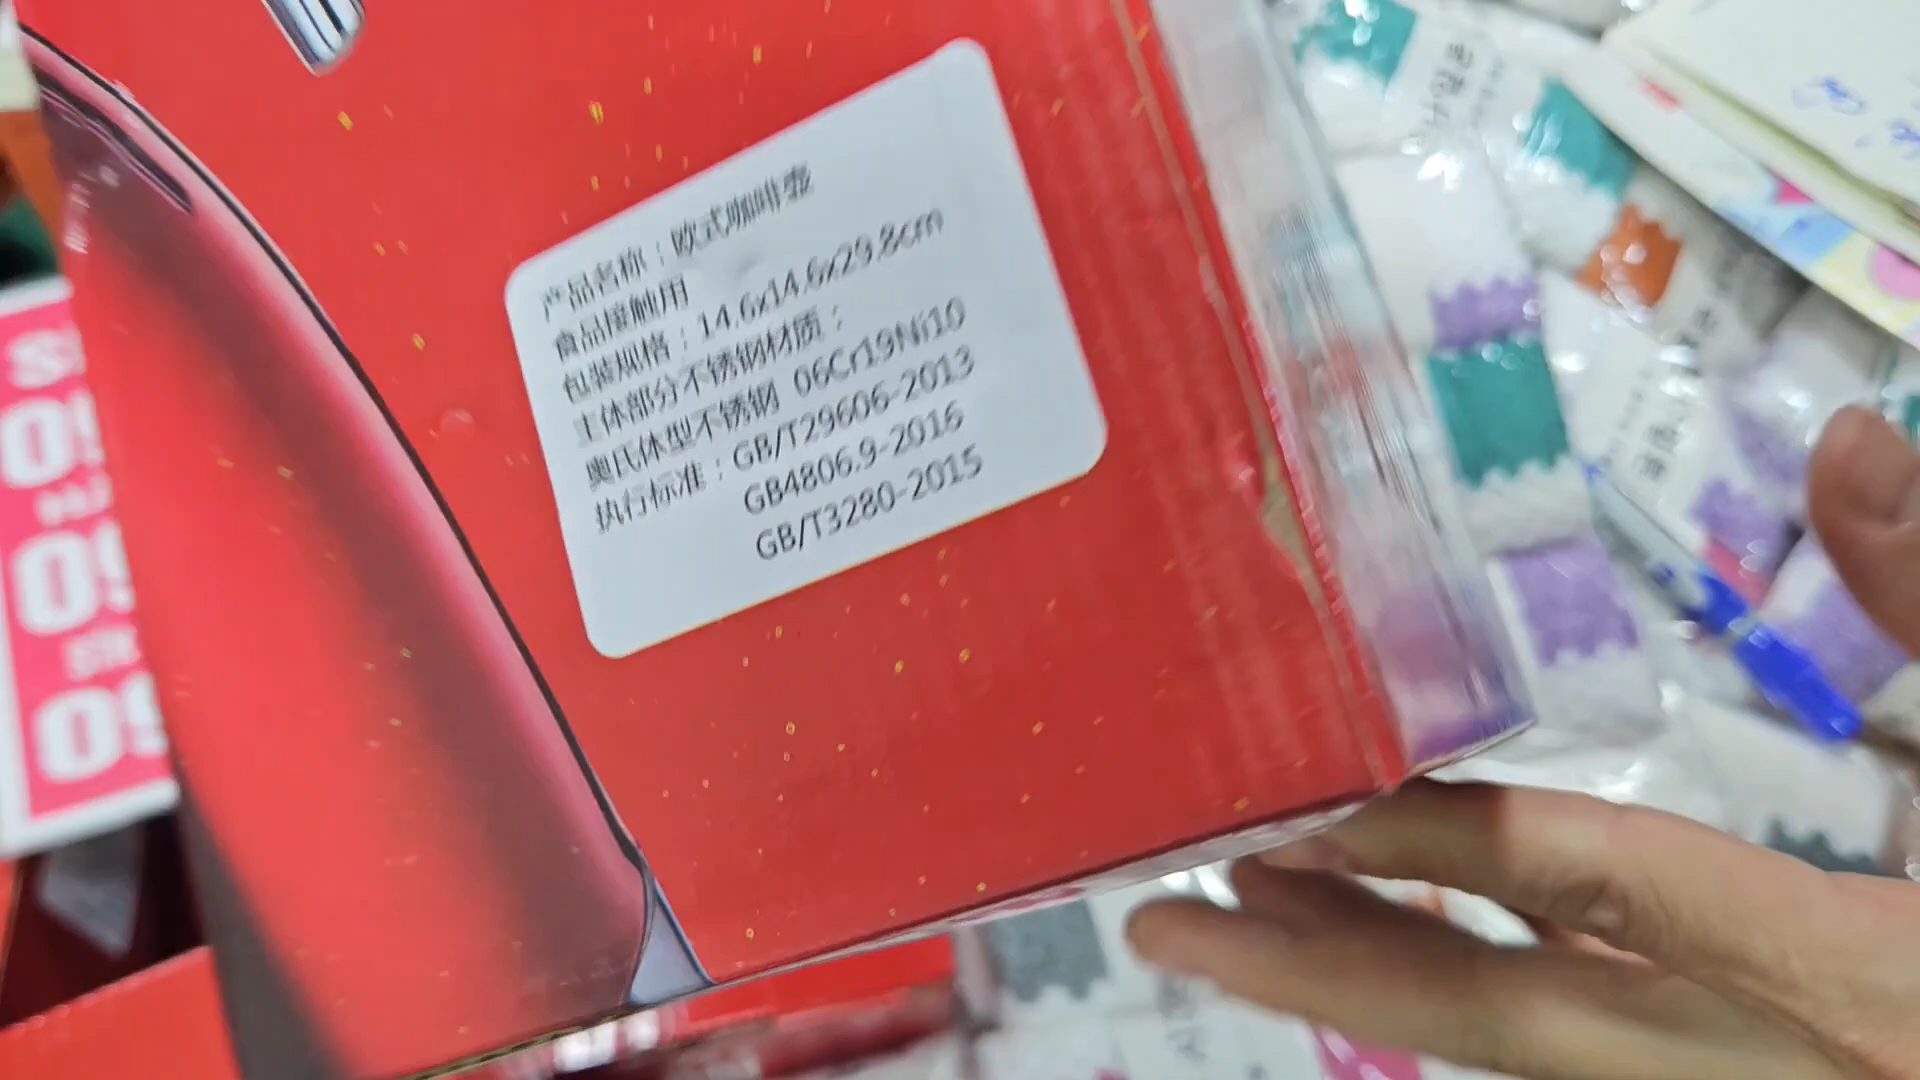 产品名称：欧式咖啡壶
食品接触用
包装规格：14.6x14.6x29.8cm
主体部分不锈钢材质：
奥氏体型不锈钢 06Cr19Ni10
执行标准：GB/T29606-2013
GB4806.9-2016
GB/T3280-2015